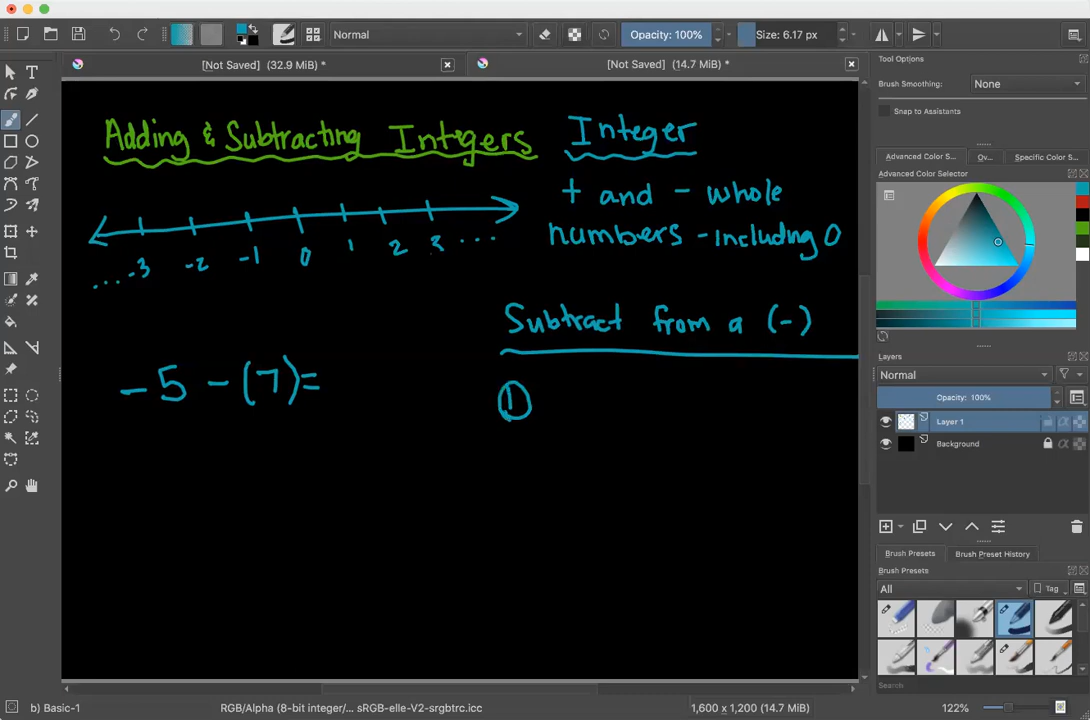 Normal
Opacity: 100%
Size: 6.17 px
[Not Saved] (32.9 MiB) *
[Not Saved] (14.7 MiB) *
Tool Options
Brush Smoothing:
None
Snap to Assistants
Advanced Color S...
Ov...
Specific Color S...
Advanced Color Selector
Adding & Subtracting Integers
Integer
+ and - whole
numbers - including 0
... -3 -2 -1 0 1 2 3 ...
Subtract from a (-)
- 5 - (7) =
①
Layers
Normal
Opacity: 100%
Layer 1
Background
Brush Presets
Brush Preset History
Brush Presets
All
Tag
Search
b) Basic-1
RGB/Alpha (8-bit integer/... sRGB-elle-V2-srgbtrc.icc
1,600 x 1,200 (14.7 MiB)
122%